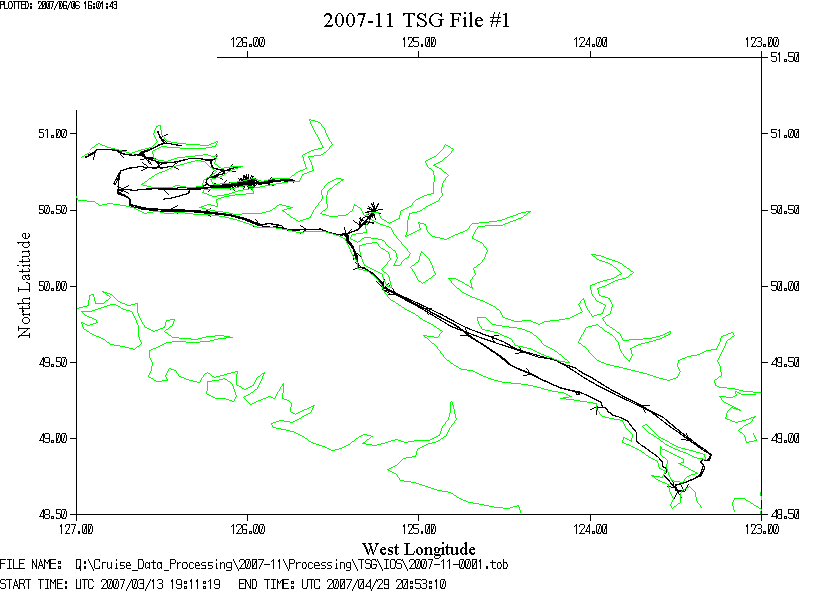 PLOTTED: 2007/06/06 16:01:43
2007-11 TSG File #1
126.00 125.00 124.00 123.00
51.50
51.00 51.00
50.50 50.50
50.00 50.00
49.50 49.50
49.00 49.00
48.50 48.50
North Latitude
127.00 126.00 125.00 124.00 123.00
West Longitude
FILE NAME: Q:\Cruise_Data_Processing\2007-11\Processing\TSG\IOS\2007-11-0001.tob
START TIME: UTC 2007/03/13 19:11:19 END TIME: UTC 2007/04/29 20:53:10